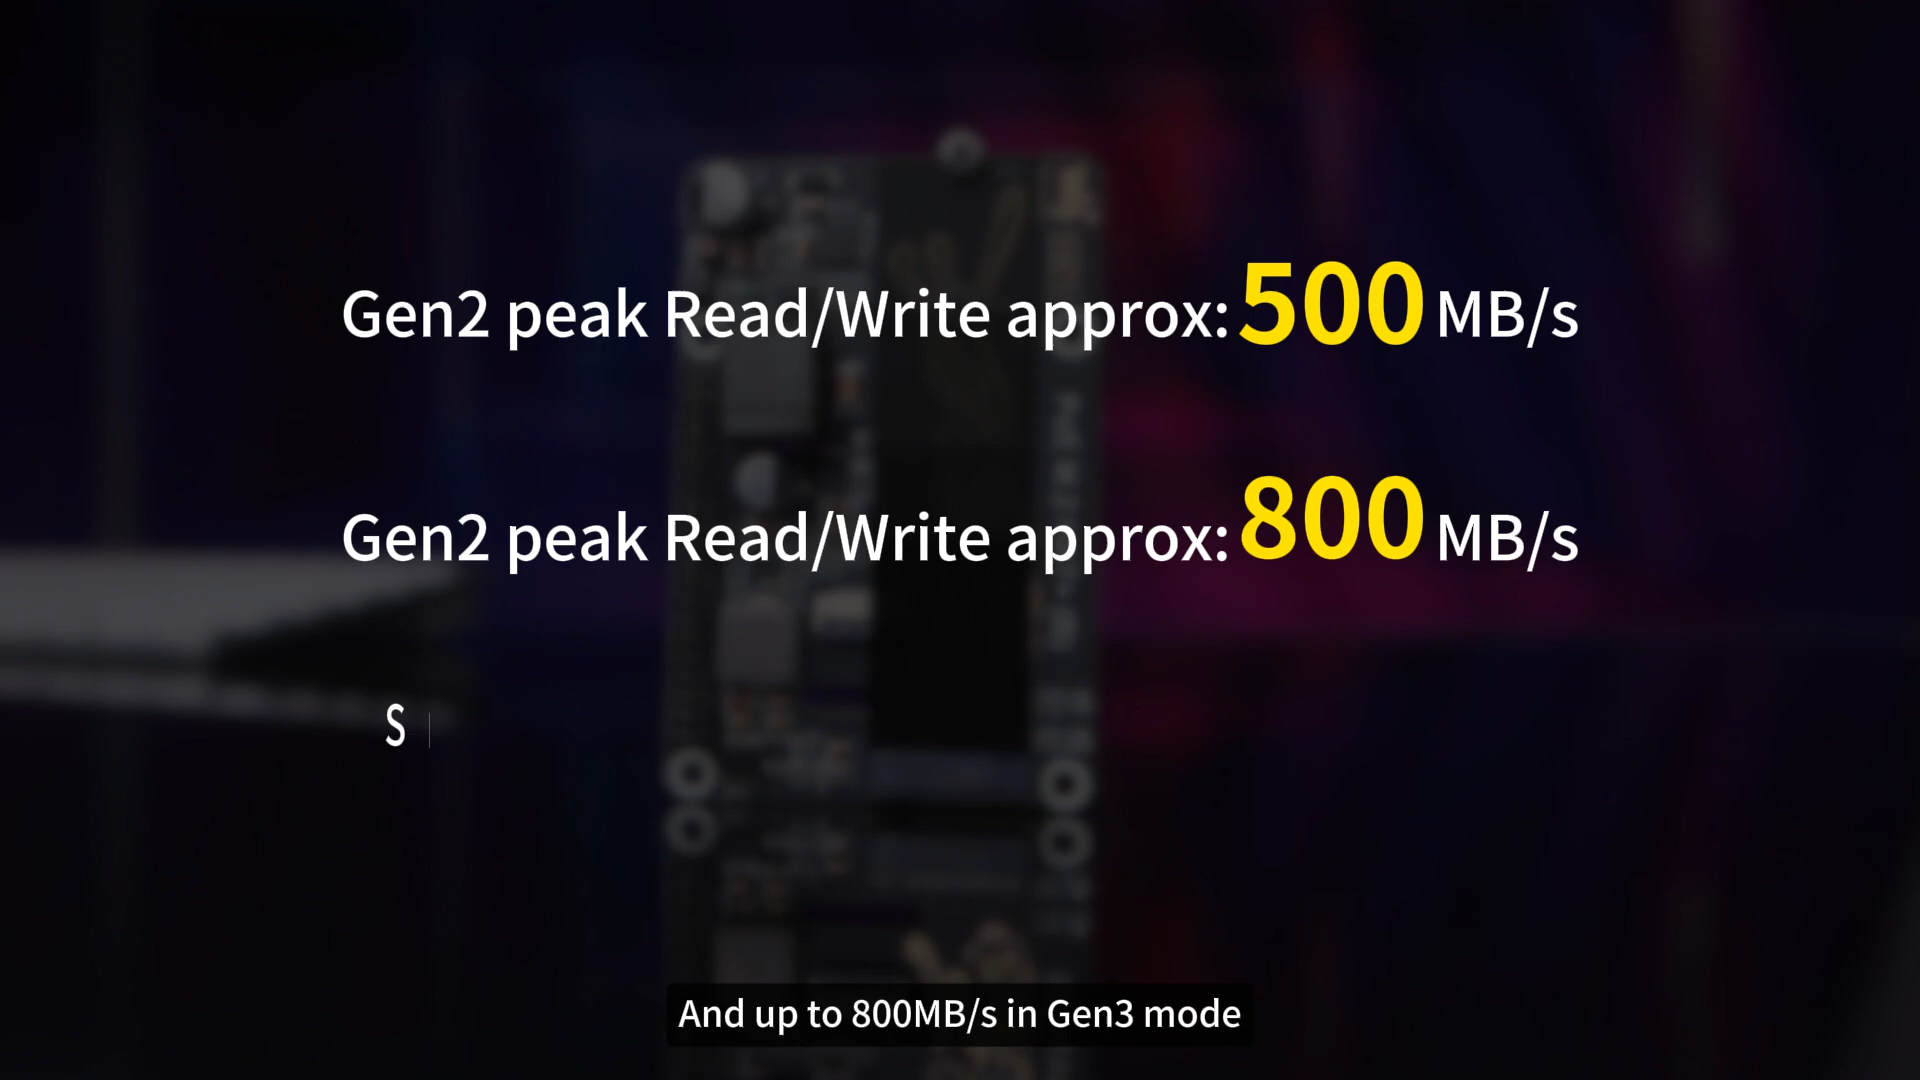 Gen2 peak Read/Write approx: 500 MB/s
Gen2 peak Read/Write approx: 800 MB/s
S
And up to 800MB/s in Gen3 mode